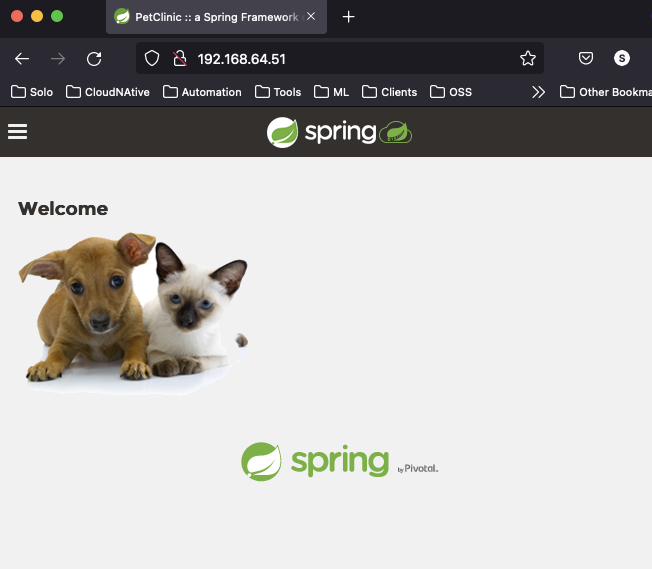 PetClinic :: a Spring Framework
192.168.64.51
Solo CloudNAtive Automation Tools ML Clients OSS Other Bookma
S
spring
Welcome
spring by Pivotal.